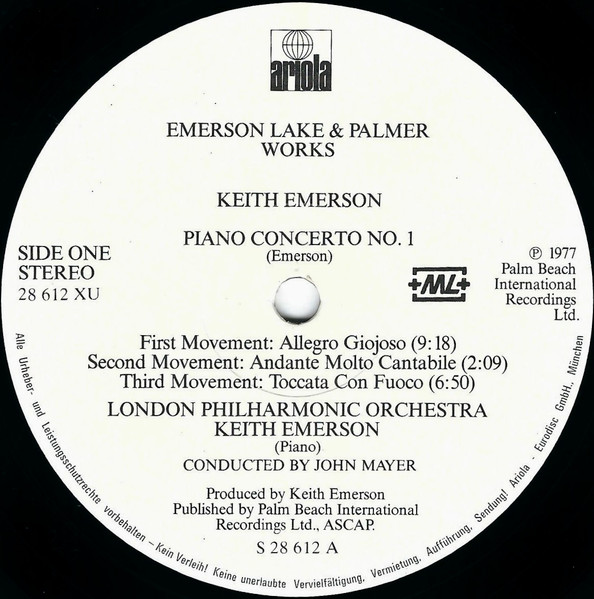 ariola
EMERSON LAKE & PALMER
WORKS
KEITH EMERSON
PIANO CONCERTO NO. 1
(Emerson)
SIDE ONE
STEREO
28 612 XU
+ML+
℗ 1977
Palm Beach
International
Recordings
Ltd.
First Movement: Allegro Giojoso (9:18)
Second Movement: Andante Molto Cantabile (2:09)
Third Movement: Toccata Con Fuoco (6:50)
LONDON PHILHARMONIC ORCHESTRA
KEITH EMERSON
(Piano)
CONDUCTED BY JOHN MAYER
Produced by Keith Emerson
Published by Palm Beach International
Recordings Ltd., ASCAP.
S 28 612 A
Alle Urheber- und Leistungsschutzrechte vorbehalten – Kein Verleih! Keine unerlaubte Vervielfältigung, Vermietung, Aufführung, Sendung! Ariola - Eurodisc GmbH., München